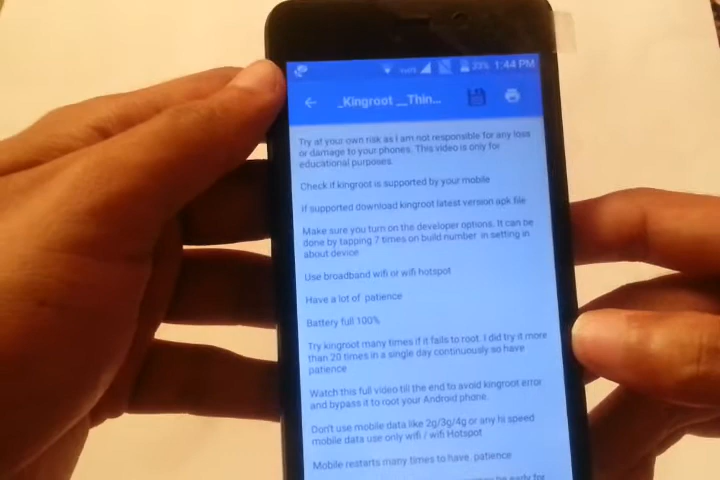 23% 1:44 PM
_Kingroot __Thin...
Try at your own risk as I am not responsible for any loss
or damage to your phones. This video is only for
educational purposes.
Check if kingroot is supported by your mobile
If supported download kingroot latest version apk file
Make sure you turn on the developer options. It can be
done by tapping 7 times on build number in setting in
about device
Use broadband wifi or wifi hotspot
Have a lot of patience
Battery full 100%
Try kingroot many times if it fails to root. I did try it more
than 20 times in a single day continuously so have
patience
Watch this full video till the end to avoid kingroot error
and bypass it to root your Android phone.
Don't use mobile data like 2g/3g/4g or any hi speed
mobile data use only wifi / wifi Hotspot
Mobile restarts many times to have, patience
be early for